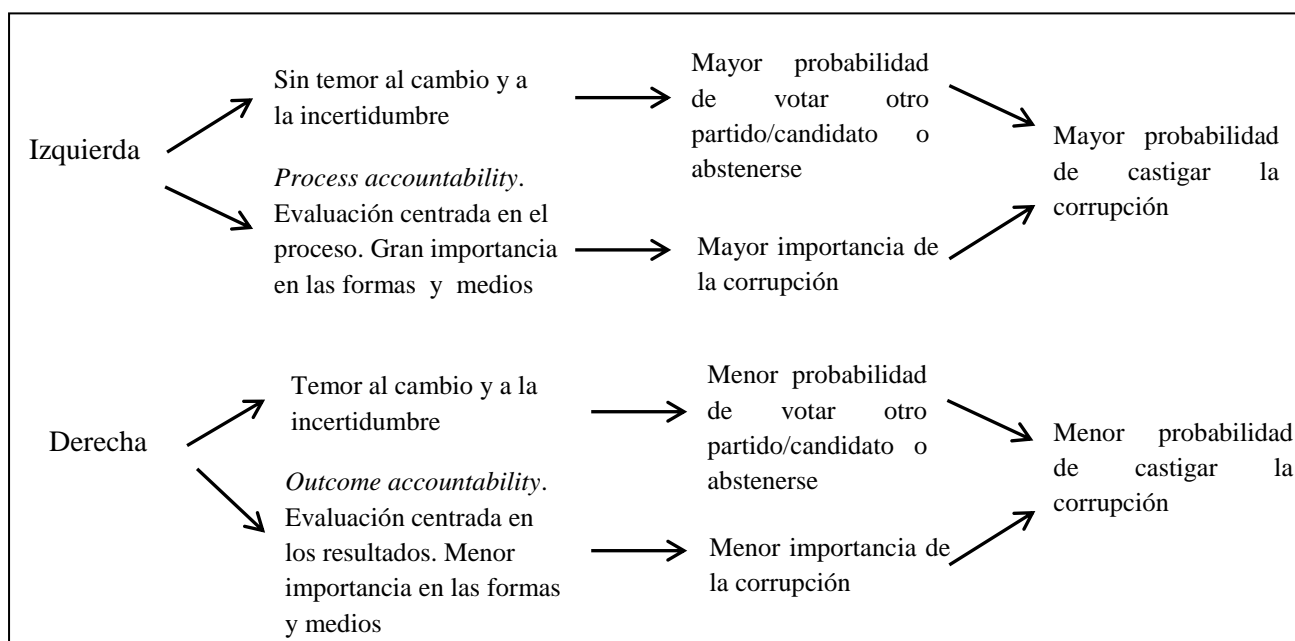 Izquierda
Sin temor al cambio y a
la incertidumbre
Mayor probabilidad
de votar otro
partido/candidato o
abstenerse
Process accountability.
Evaluación centrada en el
proceso. Gran importancia
en las formas y medios
Mayor importancia de
la corrupción
Mayor probabilidad
de castigar la
corrupción
Derecha
Temor al cambio y a la
incertidumbre
Menor probabilidad
de votar otro
partido/candidato o
abstenerse
Outcome accountability.
Evaluación centrada en
los resultados. Menor
importancia en las formas
y medios
Menor importancia de
la corrupción
Menor probabilidad
de castigar la
corrupción